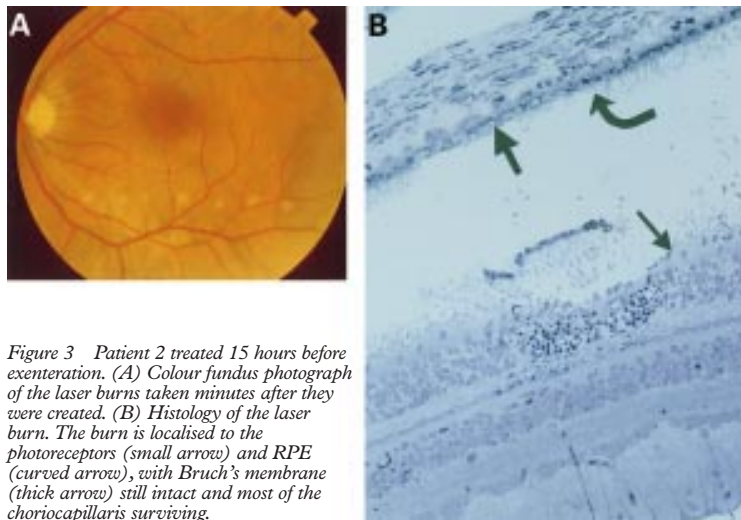 A
B
Figure 3 Patient 2 treated 15 hours before
exenteration. (A) Colour fundus photograph
of the laser burns taken minutes after they
were created. (B) Histology of the laser
burn. The burn is localised to the
photoreceptors (small arrow) and RPE
(curved arrow), with Bruch's membrane
(thick arrow) still intact and most of the
choriocapillaris surviving.